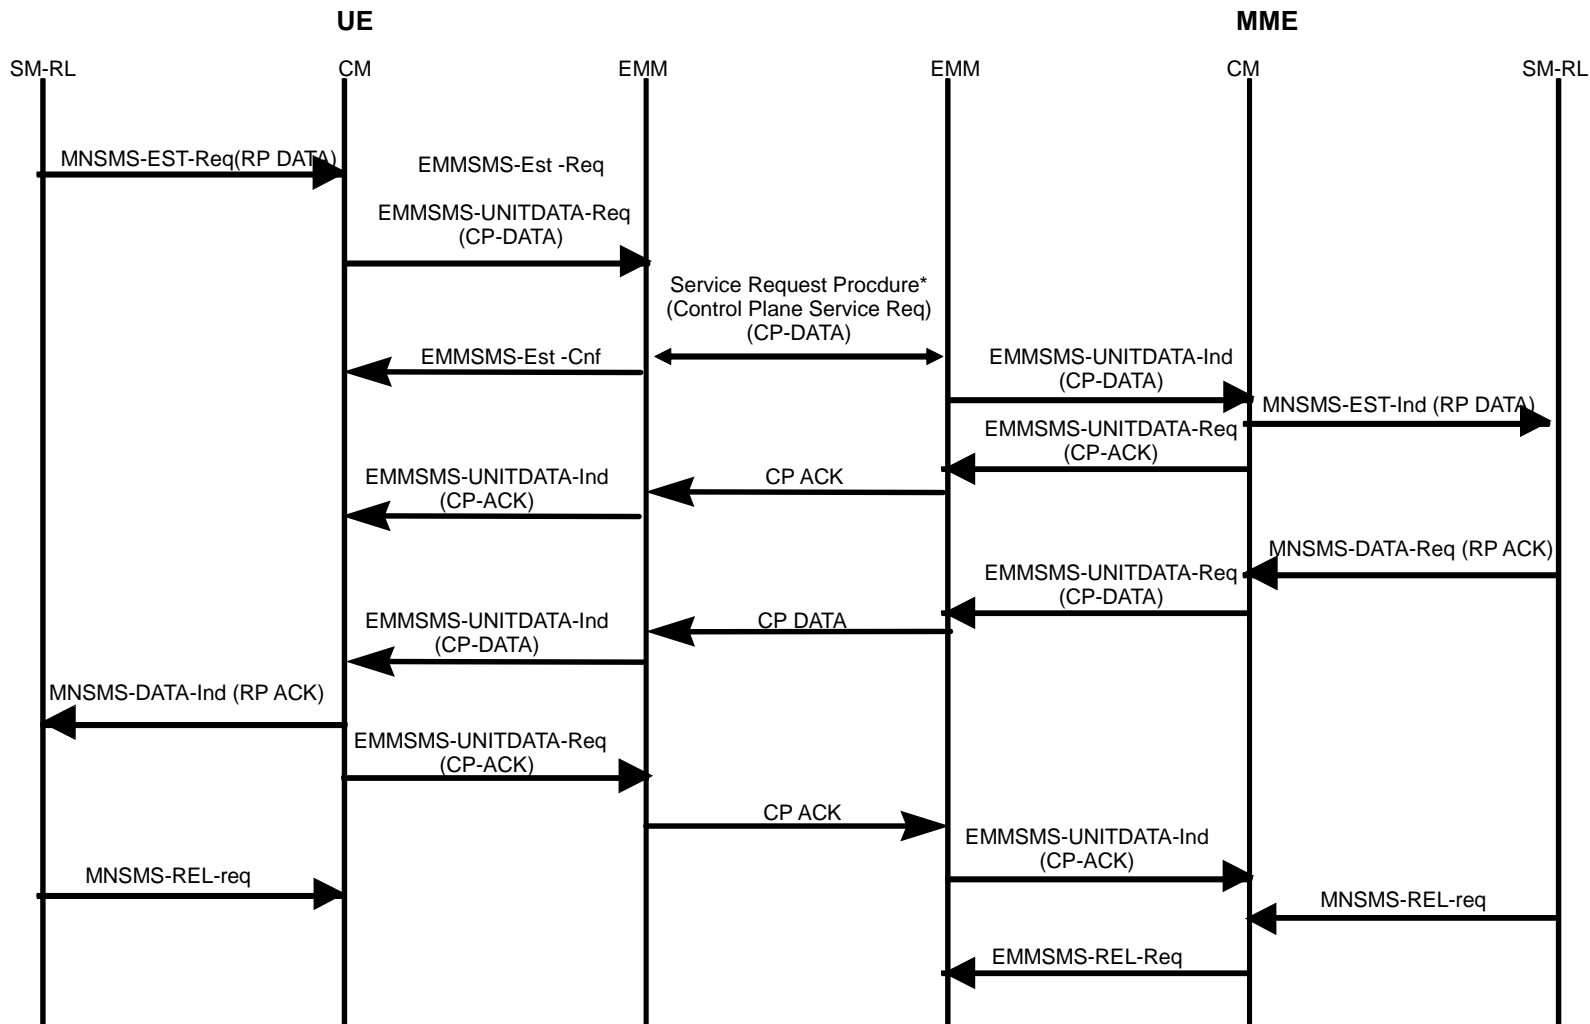 UE
MME
SM-RL
CM
EMM
EMM
CM
SM-RL
MNSMS-EST-Req(RP DATA)
EMMSMS-Est -Req
EMMSMS-UNITDATA-Req
(CP-DATA)
Service Request Procdure*
(Control Plane Service Req)
(CP-DATA)
EMMSMS-Est -Cnf
EMMSMS-UNITDATA-Ind
(CP-DATA)
MNSMS-EST-Ind (RP DATA)
EMMSMS-UNITDATA-Req
(CP-ACK)
CP ACK
EMMSMS-UNITDATA-Ind
(CP-ACK)
MNSMS-DATA-Req (RP ACK)
EMMSMS-UNITDATA-Req
(CP-DATA)
CP DATA
EMMSMS-UNITDATA-Ind
(CP-DATA)
MNSMS-DATA-Ind (RP ACK)
EMMSMS-UNITDATA-Req
(CP-ACK)
CP ACK
EMMSMS-UNITDATA-Ind
(CP-ACK)
MNSMS-REL-req
MNSMS-REL-req
EMMSMS-REL-Req